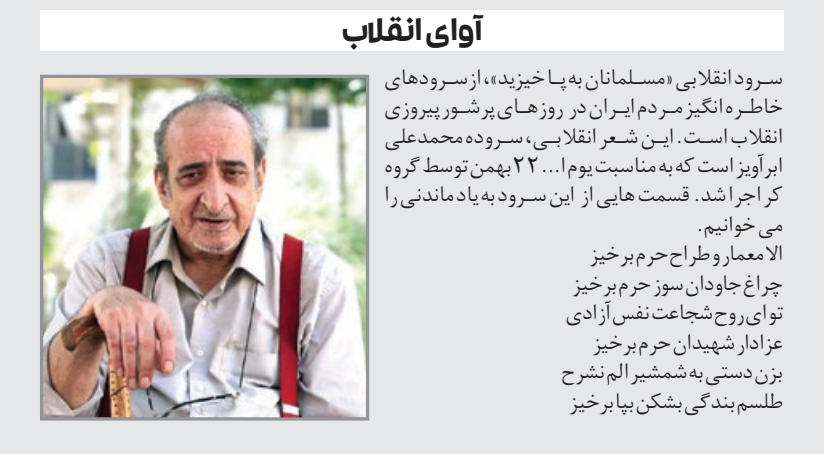 آوای انقلاب
سرود انقلابی «مسلمانان به پا خیزید»، از سرودهای
خاطره انگیز مردم ایران در روزهای پر شور پیروزی
انقلاب است. این شعر انقلابی، سروده محمدعلی
ابرآویز است که به مناسبت یوم ا... ۲۲ بهمن توسط گروه
کر اجرا شد. قسمت هایی از این سرود به یاد ماندنی را
می خوانیم.
الا معمار و طراح حرم برخیز
چراغ جاودان سوز حرم برخیز
تو ای روح شجاعت نفس آزادی
عزادار شهیدان حرم برخیز
بزن دستی به شمشیر الم نشرح
طلسم بندگی بشکن بپا برخیز